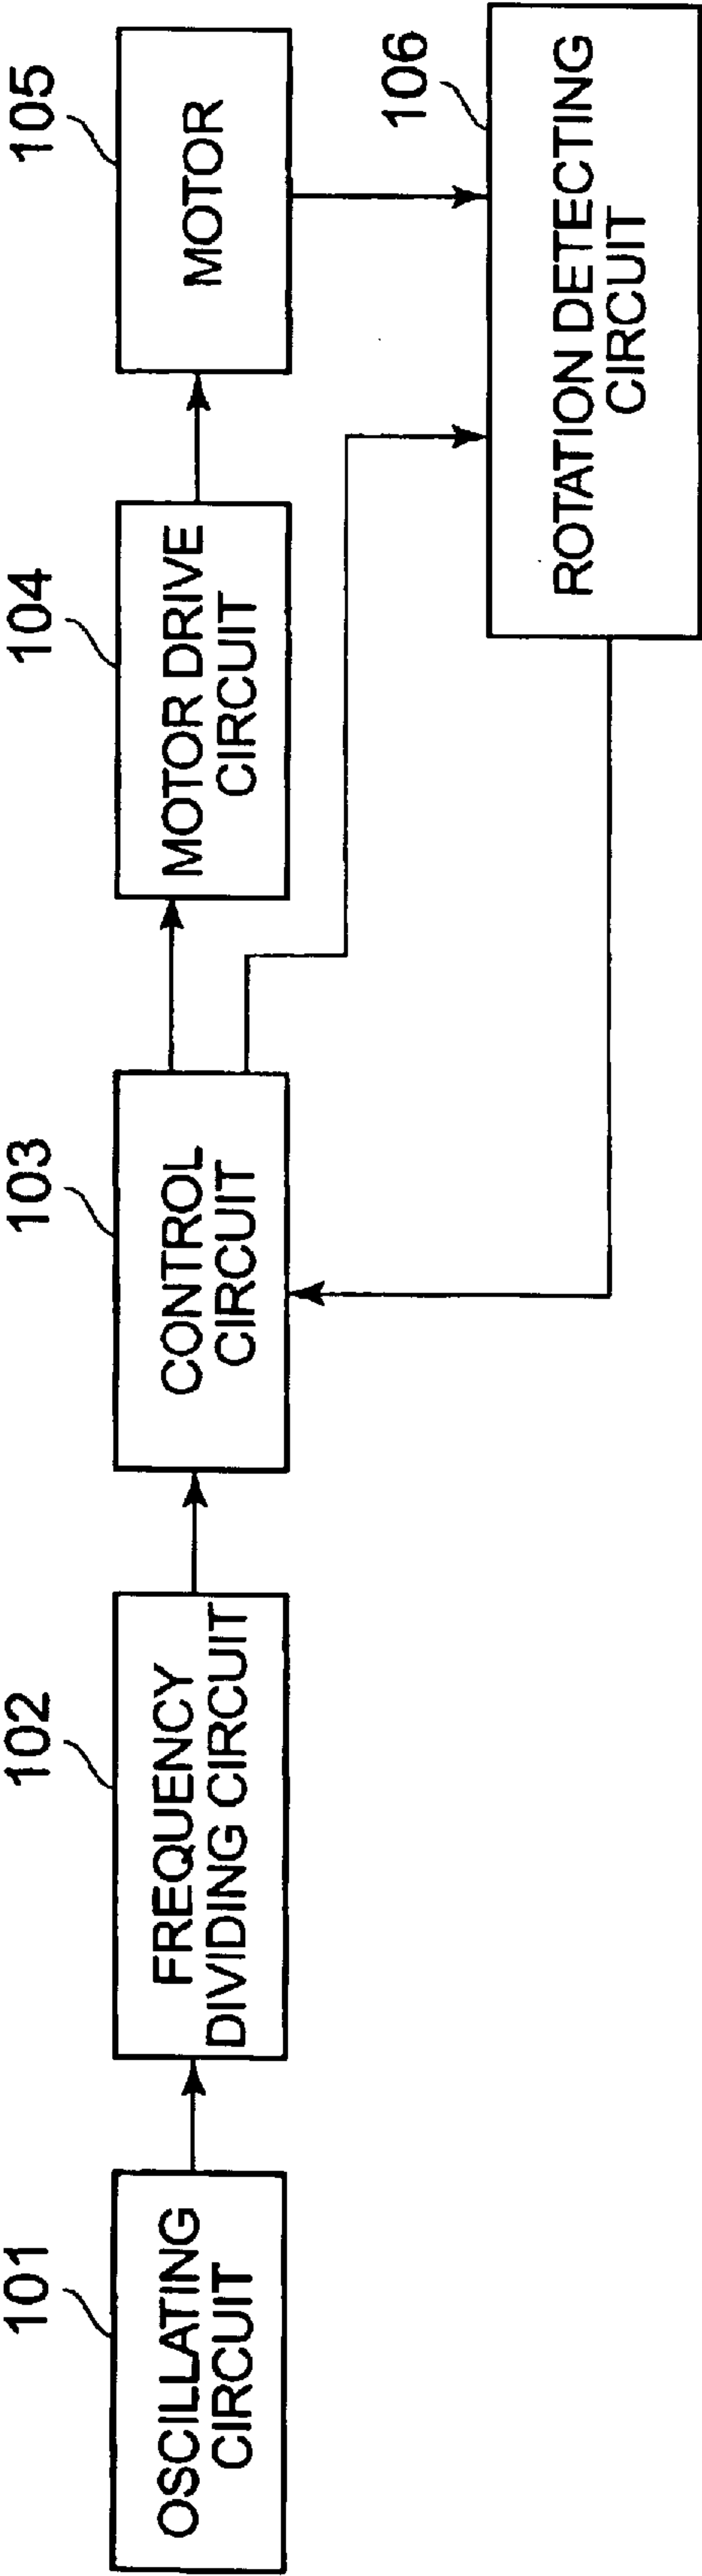 101
OSCILLATING
CIRCUIT
102
FREQUENCY
DIVIDING CIRCUIT
103
CONTROL
CIRCUIT
104
MOTOR DRIVE
CIRCUIT
105
MOTOR
106
ROTATION DETECTING
CIRCUIT